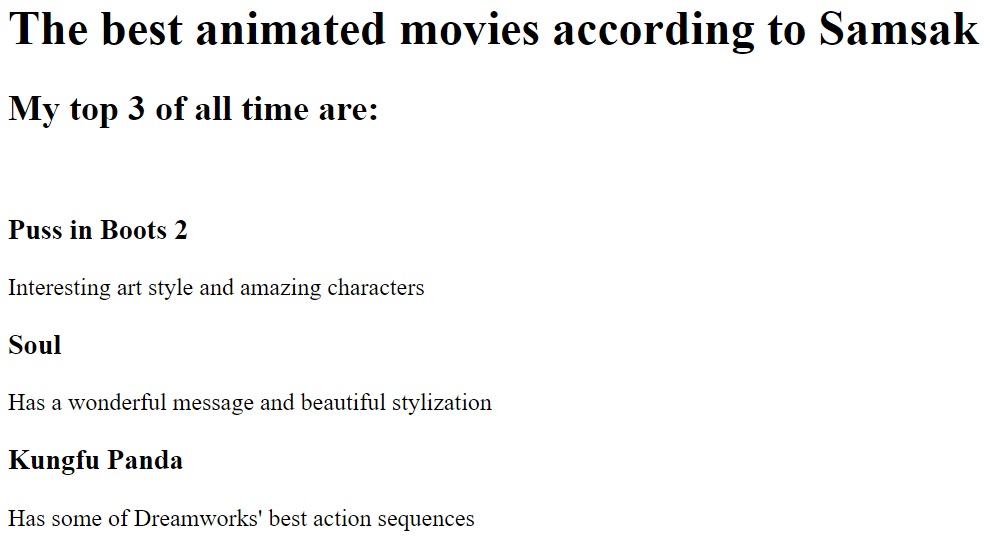 The best animated movies according to Samsak
My top 3 of all time are:
Puss in Boots 2
Interesting art style and amazing characters
Soul
Has a wonderful message and beautiful stylization
Kungfu Panda
Has some of Dreamworks' best action sequences